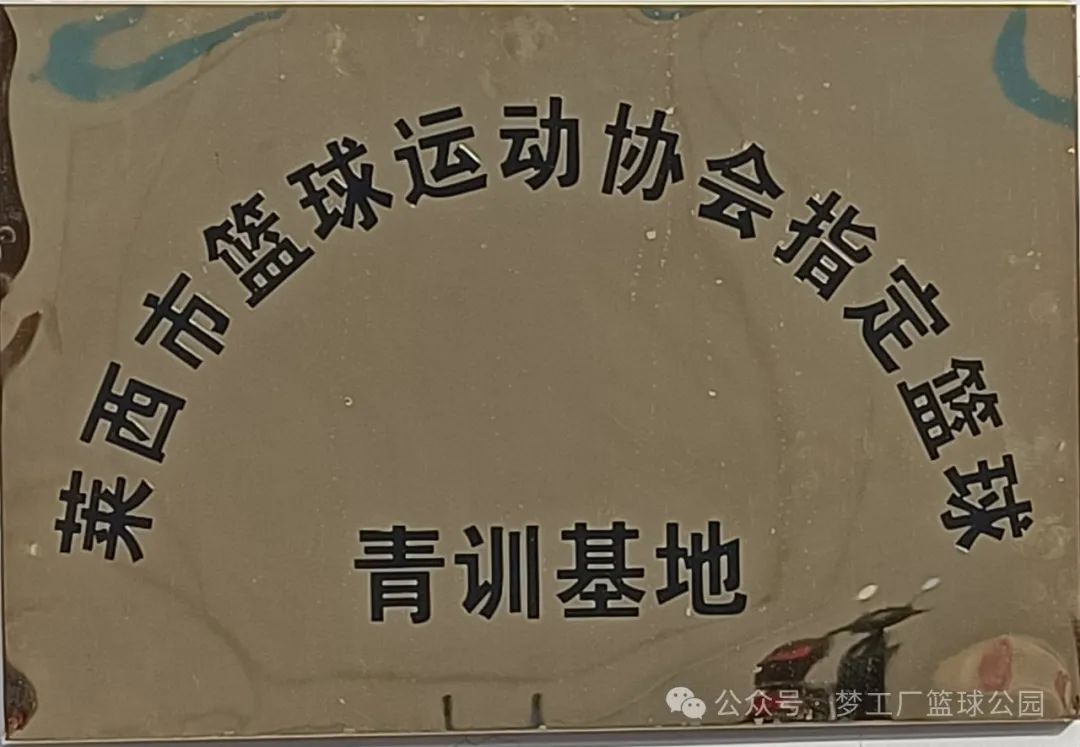 莱西市篮球运动协会指定篮球
青训基地
公众号 · 梦工厂篮球公园